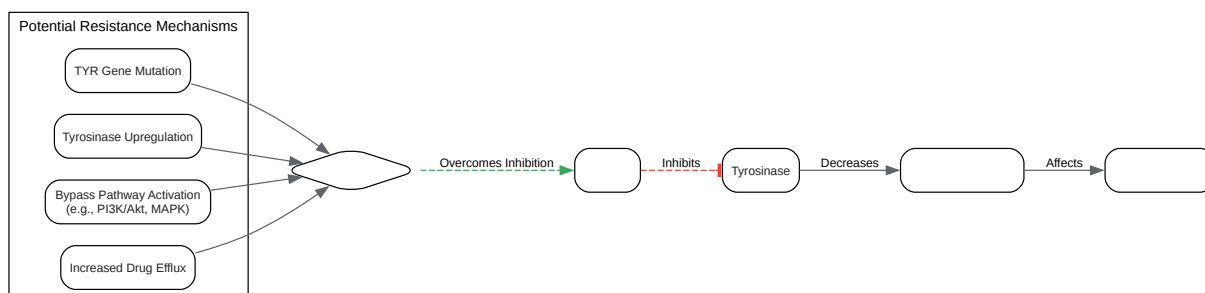 Potential Resistance Mechanisms
TYR Gene Mutation
Tyrosinase Upregulation
Bypass Pathway Activation
(e.g., PI3K/Akt, MAPK)
Increased Drug Efflux
Overcomes Inhibition
Inhibits
Tyrosinase
Decreases
Affects